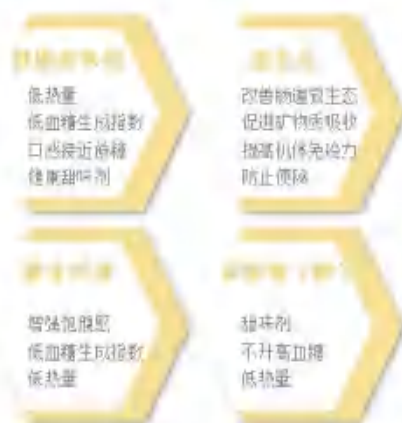 低热量
低血糖生成指数
口感接近蔗糖
健康甜味剂
改善肠道微生态
促进矿物质吸收
提高机体免疫力
防止便秘
增强饱腹感
低血糖生成指数
低热量
甜味剂
不升高血糖
低热量